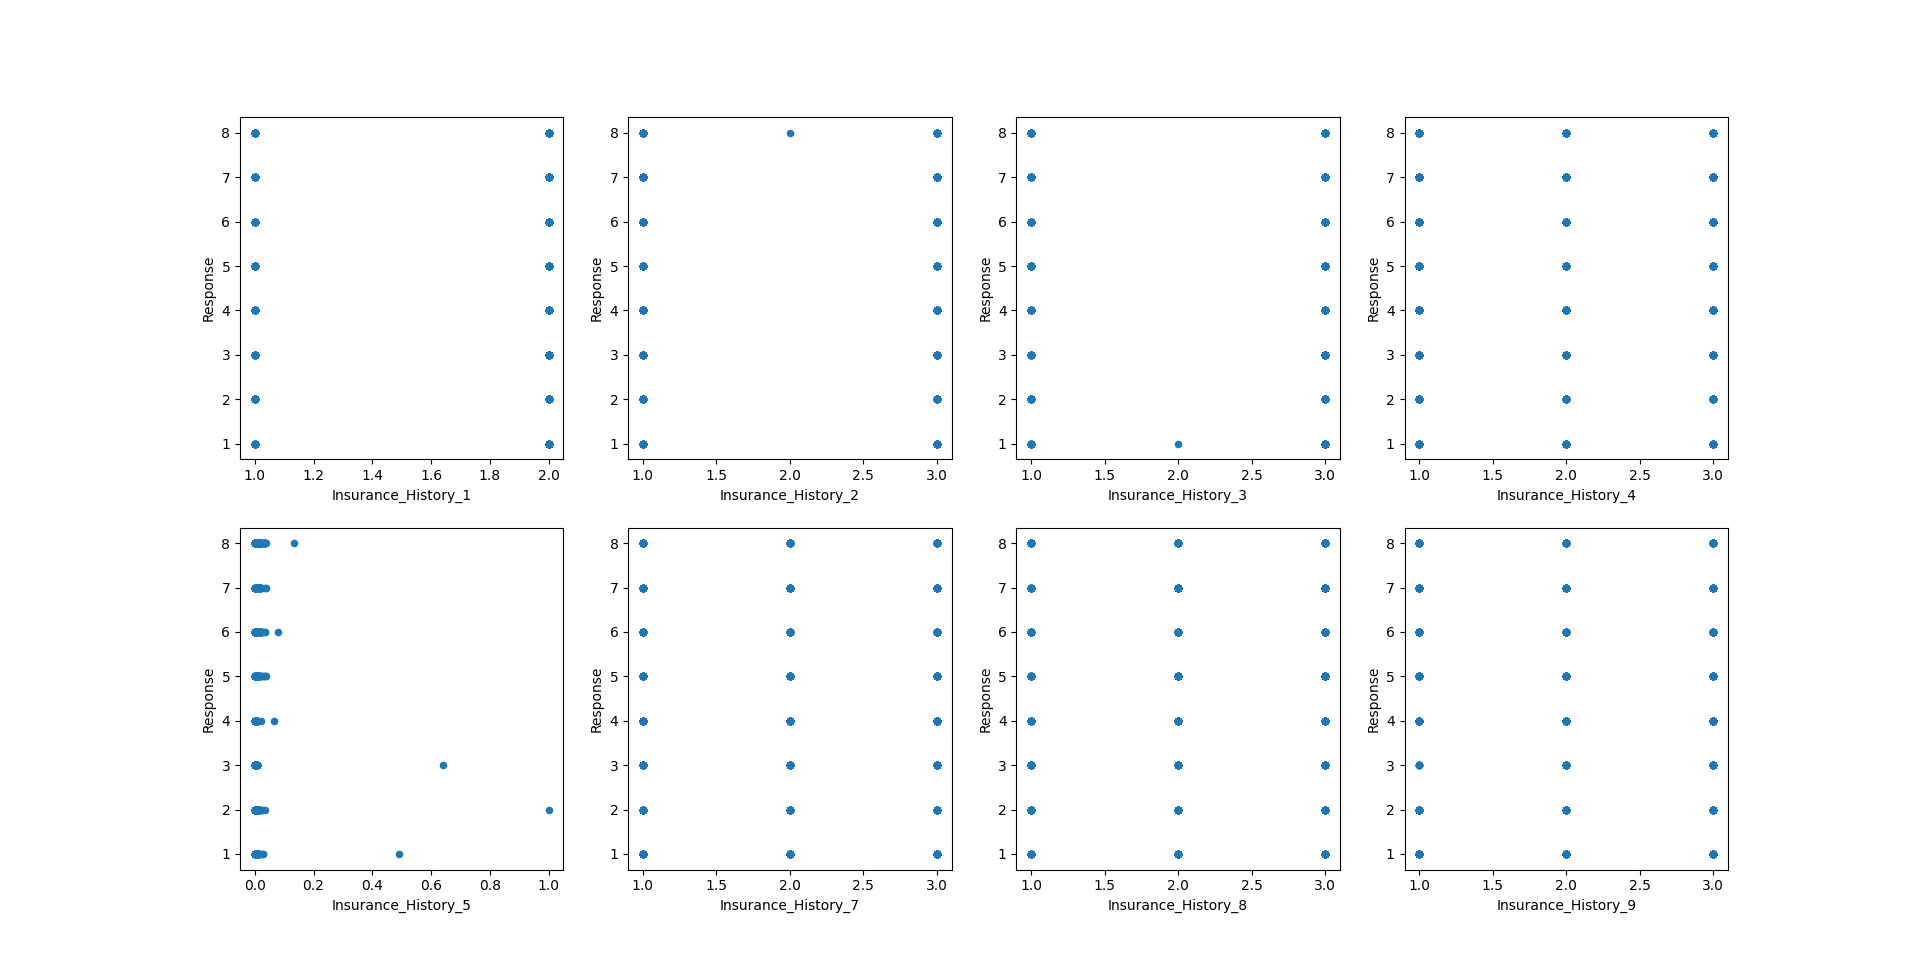 Response
8
7
6
5
4
3
2
1
1.0 1.2 1.4 1.6 1.8 2.0
Insurance_History_1
Response
8
7
6
5
4
3
2
1
1.0 1.5 2.0 2.5 3.0
Insurance_History_2
Response
8
7
6
5
4
3
2
1
1.0 1.5 2.0 2.5 3.0
Insurance_History_3
Response
8
7
6
5
4
3
2
1
1.0 1.5 2.0 2.5 3.0
Insurance_History_4
Response
8
7
6
5
4
3
2
1
0.0 0.2 0.4 0.6 0.8 1.0
Insurance_History_5
Response
8
7
6
5
4
3
2
1
1.0 1.5 2.0 2.5 3.0
Insurance_History_7
Response
8
7
6
5
4
3
2
1
1.0 1.5 2.0 2.5 3.0
Insurance_History_8
Response
8
7
6
5
4
3
2
1
1.0 1.5 2.0 2.5 3.0
Insurance_History_9